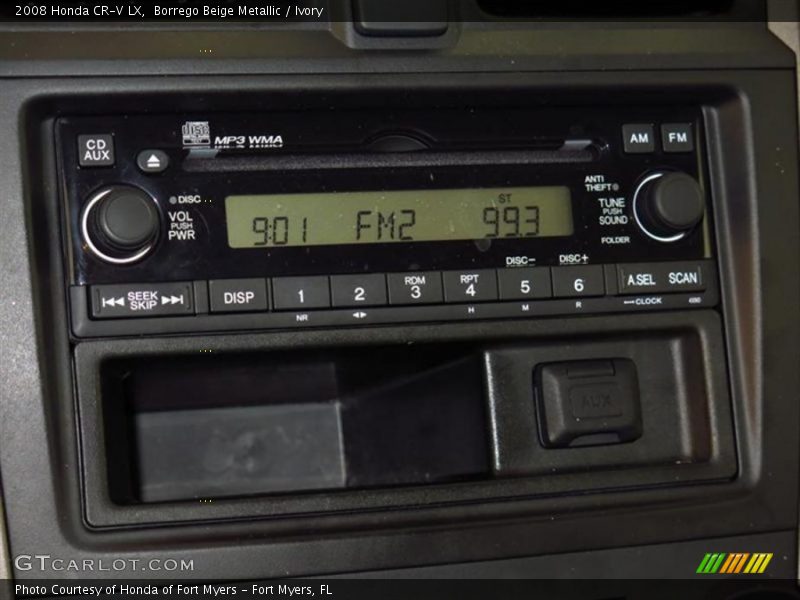 2008 Honda CR-V LX,  Borrego Beige Metallic / Ivory
CD AUX
COMPACT disc
MP3 WMA
AM
FM
DISC
VOL
PUSH
PWR
9:01 FM2 ST 99.3
ANTI
THEFT
TUNE
PUSH
SOUND
FOLDER
DISC-
DISC+
SEEK
SKIP
DISP
1
2
RDM
3
RPT
4
5
6
A.SEL
SCAN
NR
H
M
R
CLOCK
AUX
GTCARLOT.COM
Photo Courtesy of Honda of Fort Myers - Fort Myers, FL